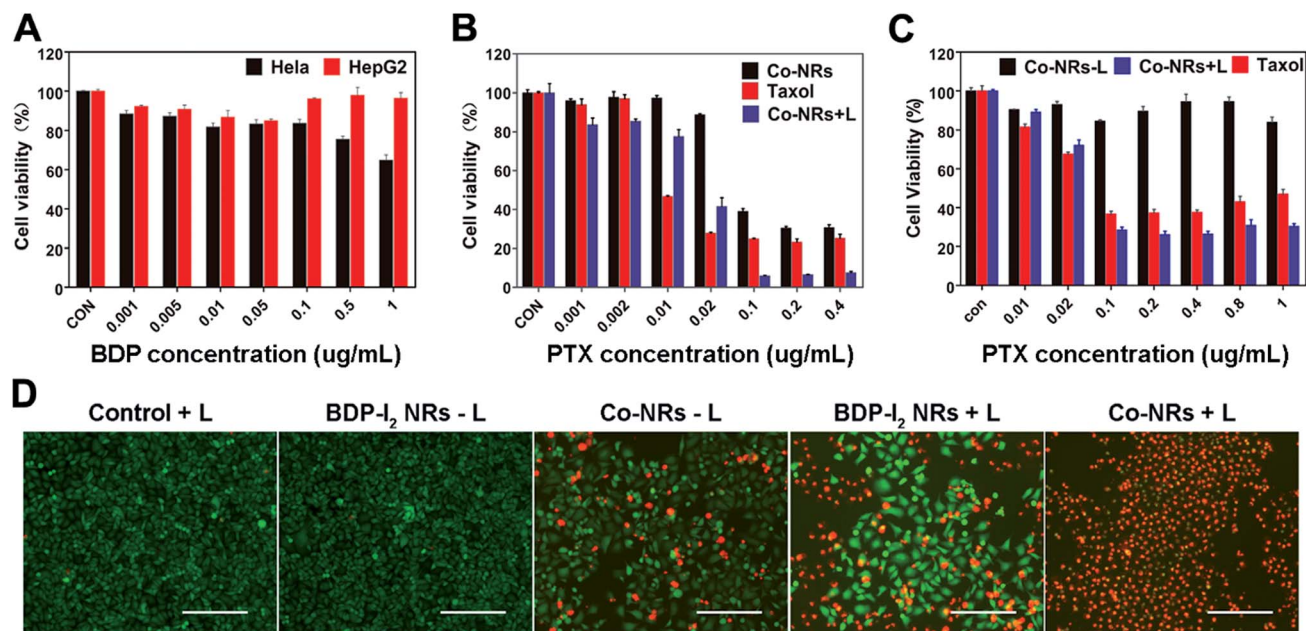 A
120
100
80
60
40
20
0
Cell viability (%)
Hela HepG2
CON 0.001 0.005 0.01 0.05 0.1 0.5 1
BDP concentration (ug/mL)
B
120
100
80
60
40
20
0
Cell viability (%)
Co-NRs
Taxol
Co-NRs+L
CON 0.001 0.002 0.01 0.02 0.1 0.2 0.4
PTX concentration (ug/mL)
C
120
100
80
60
40
20
0
Cell Viability (%)
Co-NRs-L Co-NRs+L Taxol
con 0.01 0.02 0.1 0.2 0.4 0.8 1
PTX concentration (ug/mL)
D
Control + L BDP-I₂ NRs - L Co-NRs - L BDP-I₂ NRs + L Co-NRs + L